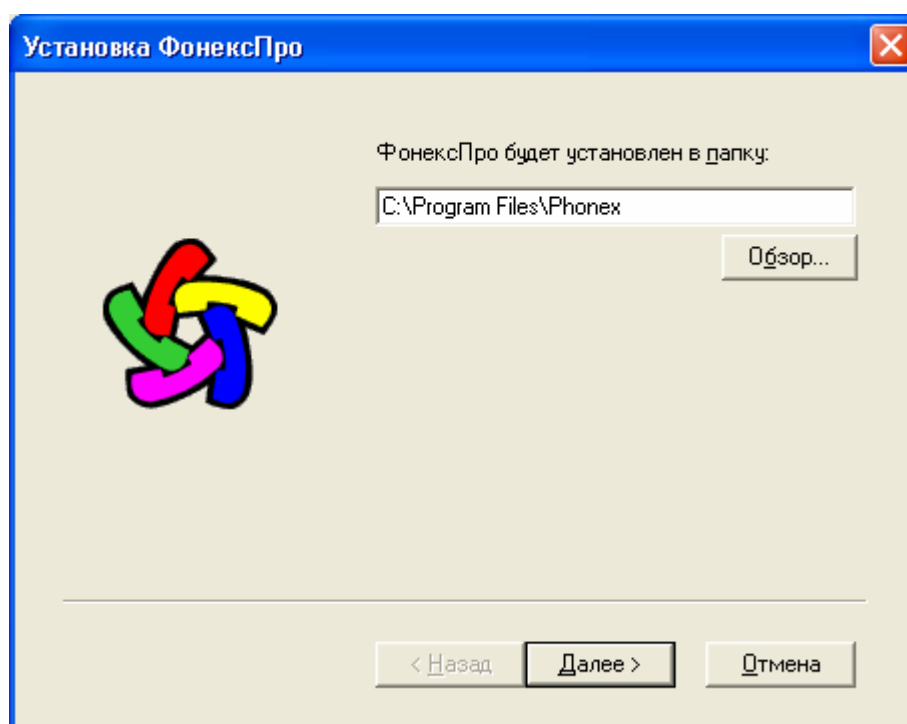 Установка ФонексПро
ФонексПро будет установлен в папку:
C:\Program Files\Phonex
Обзор...
< Назад
Далее >
Отмена